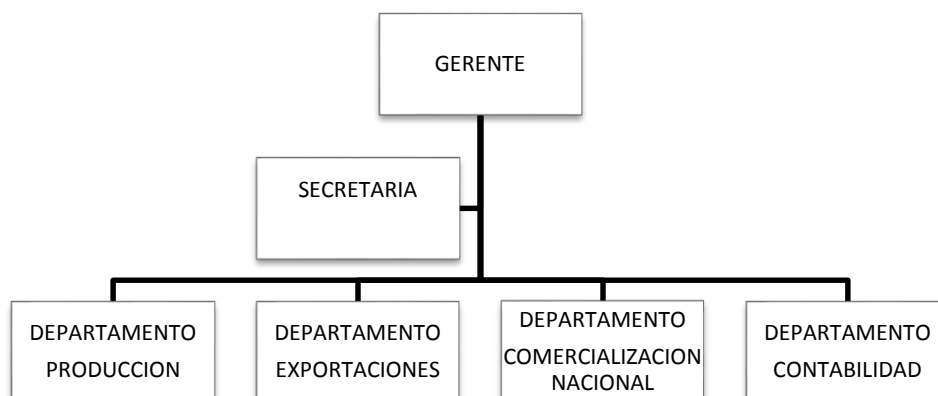 GERENTE
SECRETARIA
DEPARTAMENTO
PRODUCCION
DEPARTAMENTO
EXPORTACIONES
DEPARTAMENTO
COMERCIALIZACION
NACIONAL
DEPARTAMENTO
CONTABILIDAD